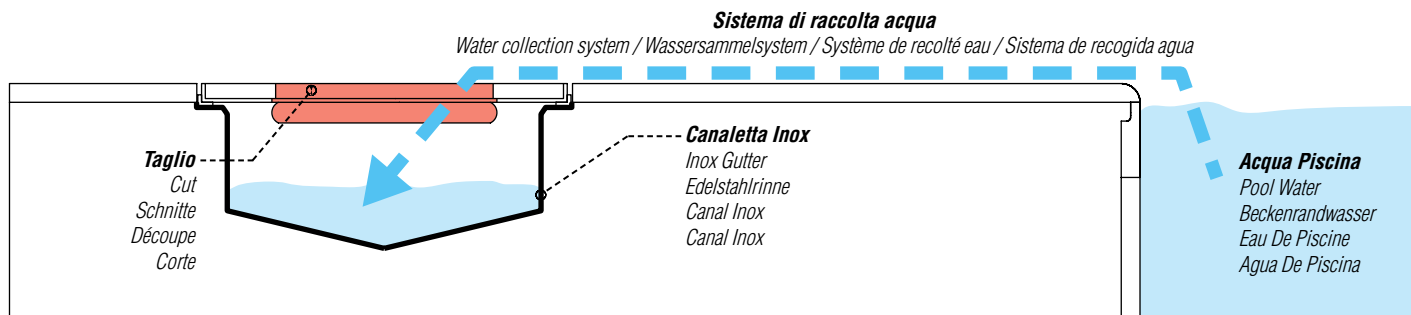 Sistema di raccolta acqua
Water collection system / Wassersammelsystem / Système de recolté eau / Sistema de recogida agua
Taglio
Cut
Schnitte
Découpe
Corte
Canaletta Inox
Inox Gutter
Edelstahlrinne
Canal Inox
Canal Inox
Acqua Piscina
Pool Water
Beckenrandwasser
Eau De Piscine
Agua De Piscina